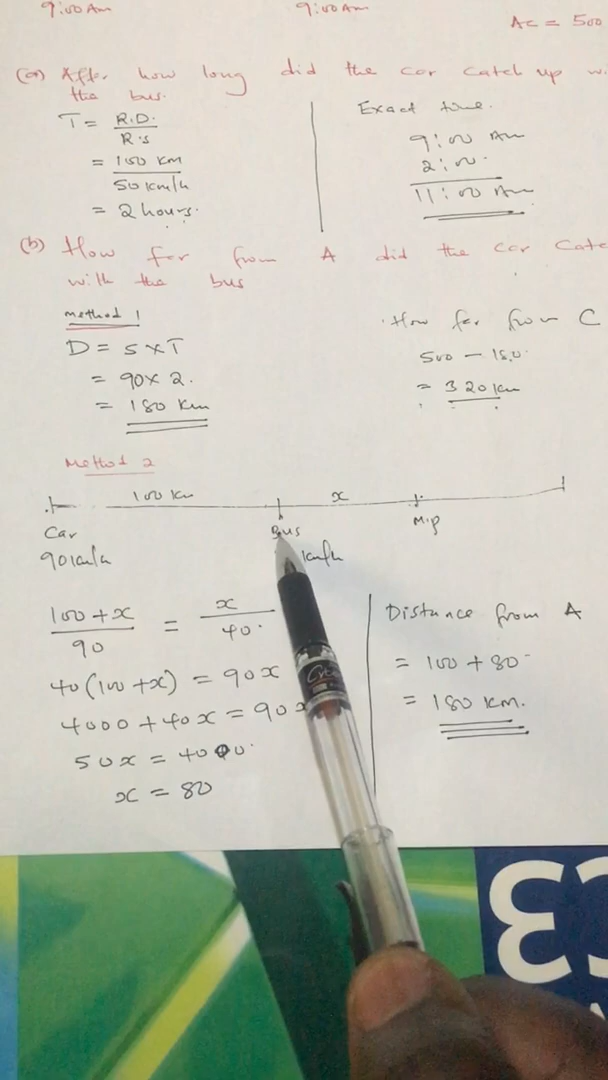 9:00 Am 9:00 Am
AC = 500
(a) After how long did the car catch up wi
the bus.
T = R.D.
R.s
= 100 km
50 km/h
= 2 hours.
Exact time.
9:00 Am
2:00.
11:00 Am
(b) How far from A did the car catc
with the bus
method 1
D = S x T
= 90 x 2.
= 180 Km
How far from C
500 - 180
= 320 km
Method 2
100 km x
Car Bus M.p
90km/h km/h
100 + x = x
90 40.
40(100 + x) = 90x
4000 + 40x = 90x
50x = 4000.
x = 80
Distance from A
= 100 + 80
= 180 km.
Cro